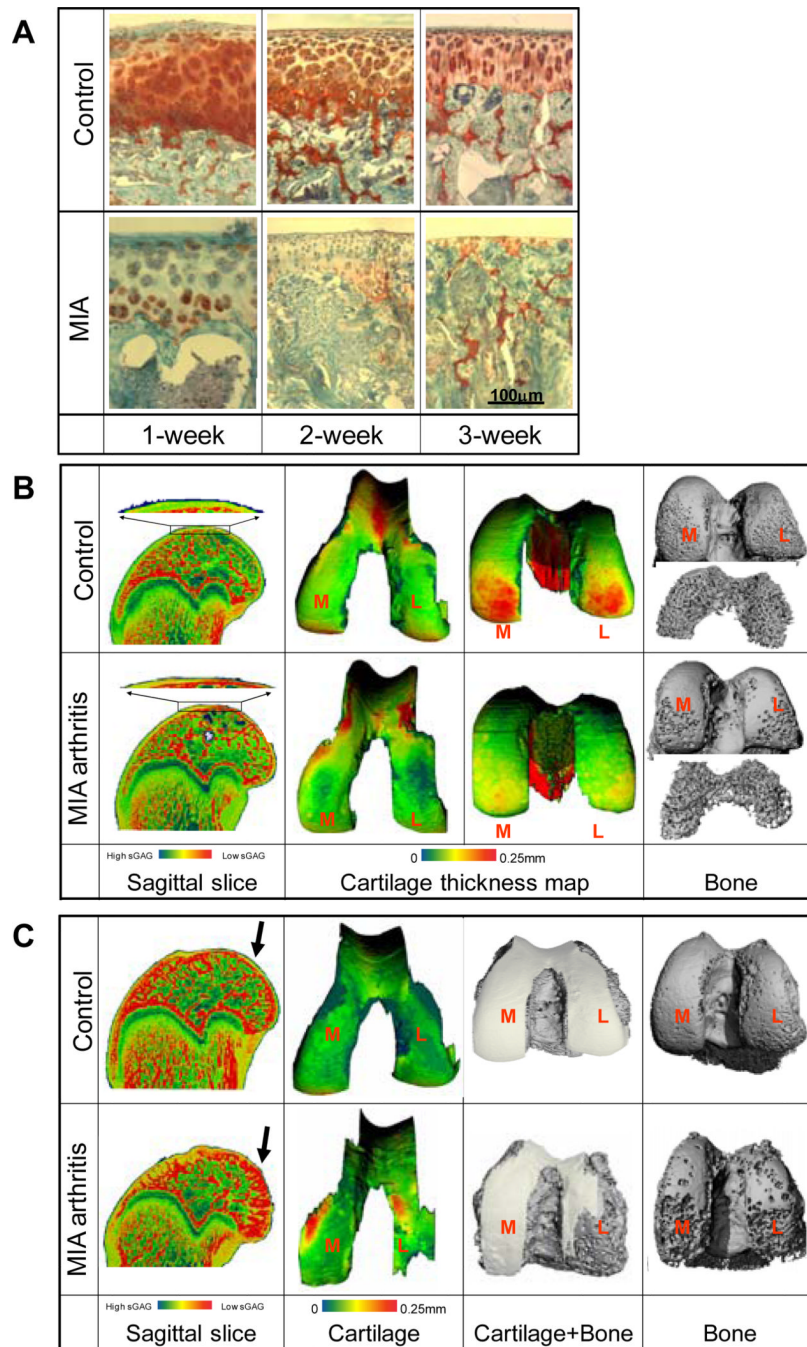 A
Control
MIA
100µm
1-week 2-week 3-week
B
Control
M L
M L
M L
MIA arthritis
M L
M L
M L
High sGAG Low sGAG
0 0.25mm
Sagittal slice Cartilage thickness map Bone
C
Control
M L
M L
M L
MIA arthritis
M L
M L
M L
High sGAG Low sGAG
0 0.25mm
Sagittal slice Cartilage Cartilage+Bone Bone